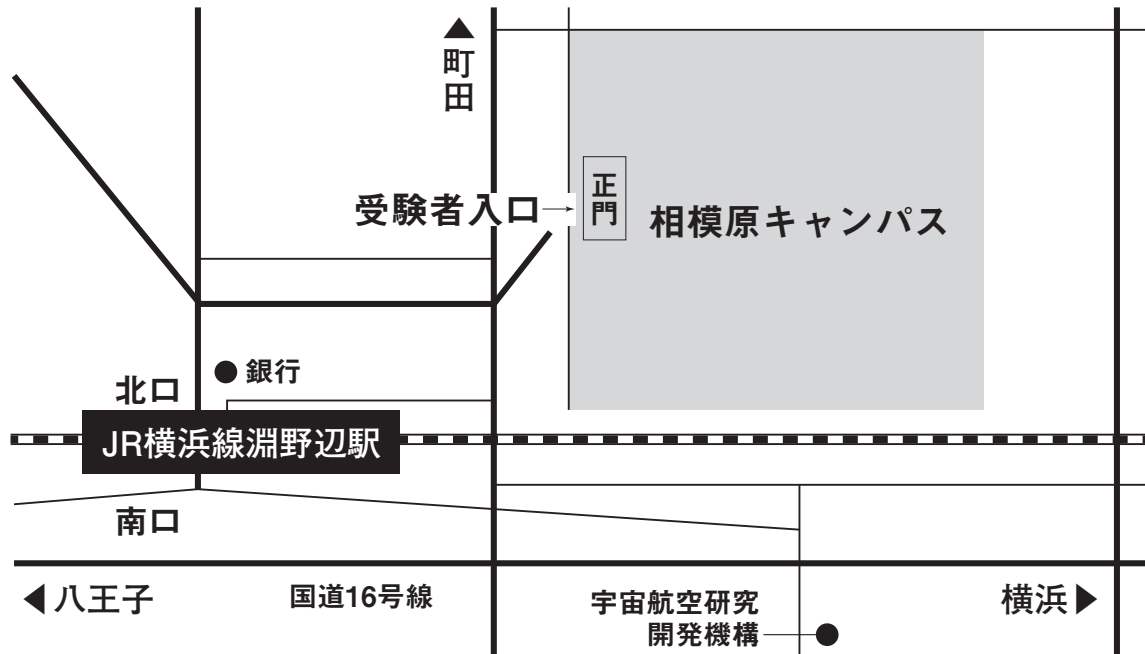 ▲町田
受験者入口→
正門
相模原キャンパス
北口
●銀行
JR横浜線淵野辺駅
南口
◀八王子
国道16号線
宇宙航空研究
開発機構
横浜▶